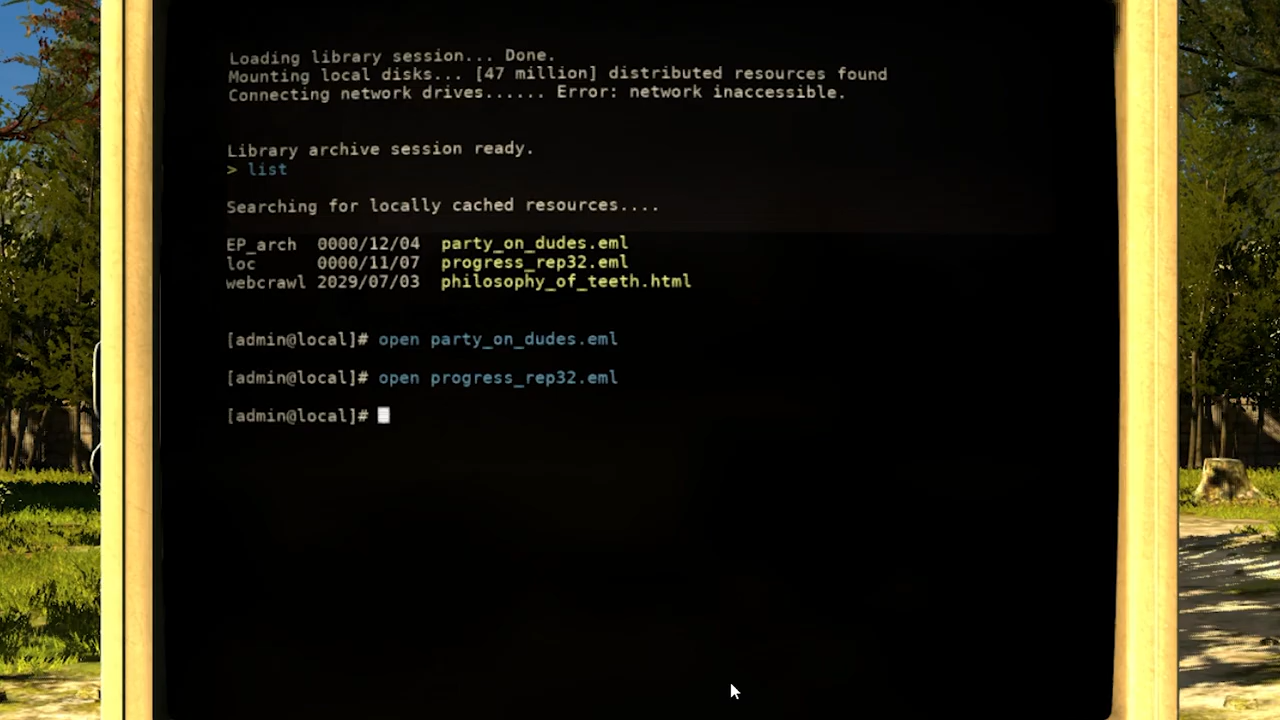 Loading library session... Done.
Mounting local disks... [47 million] distributed resources found
Connecting network drives...... Error: network inaccessible.
Library archive session ready.
> list
Searching for locally cached resources....
EP_arch 0000/12/04 party_on_dudes.eml
loc 0000/11/07 progress_rep32.eml
webcrawl 2029/07/03 philosophy_of_teeth.html
[admin@local]# open party_on_dudes.eml
[admin@local]# open progress_rep32.eml
[admin@local]#